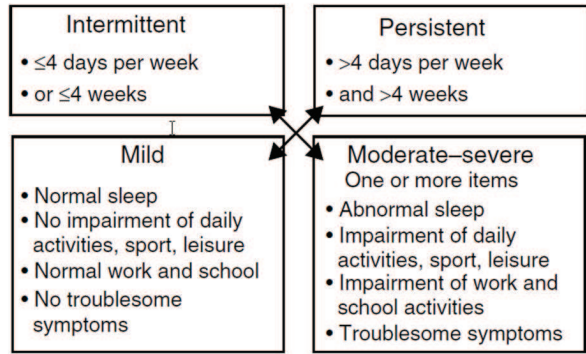 Intermittent
• ≤4 days per week
• or ≤4 weeks
Persistent
• >4 days per week
• and >4 weeks
Mild
• Normal sleep
• No impairment of daily
activities, sport, leisure
• Normal work and school
• No troublesome
symptoms
Moderate–severe
One or more items
• Abnormal sleep
• Impairment of daily
activities, sport, leisure
• Impairment of work and
school activities
• Troublesome symptoms